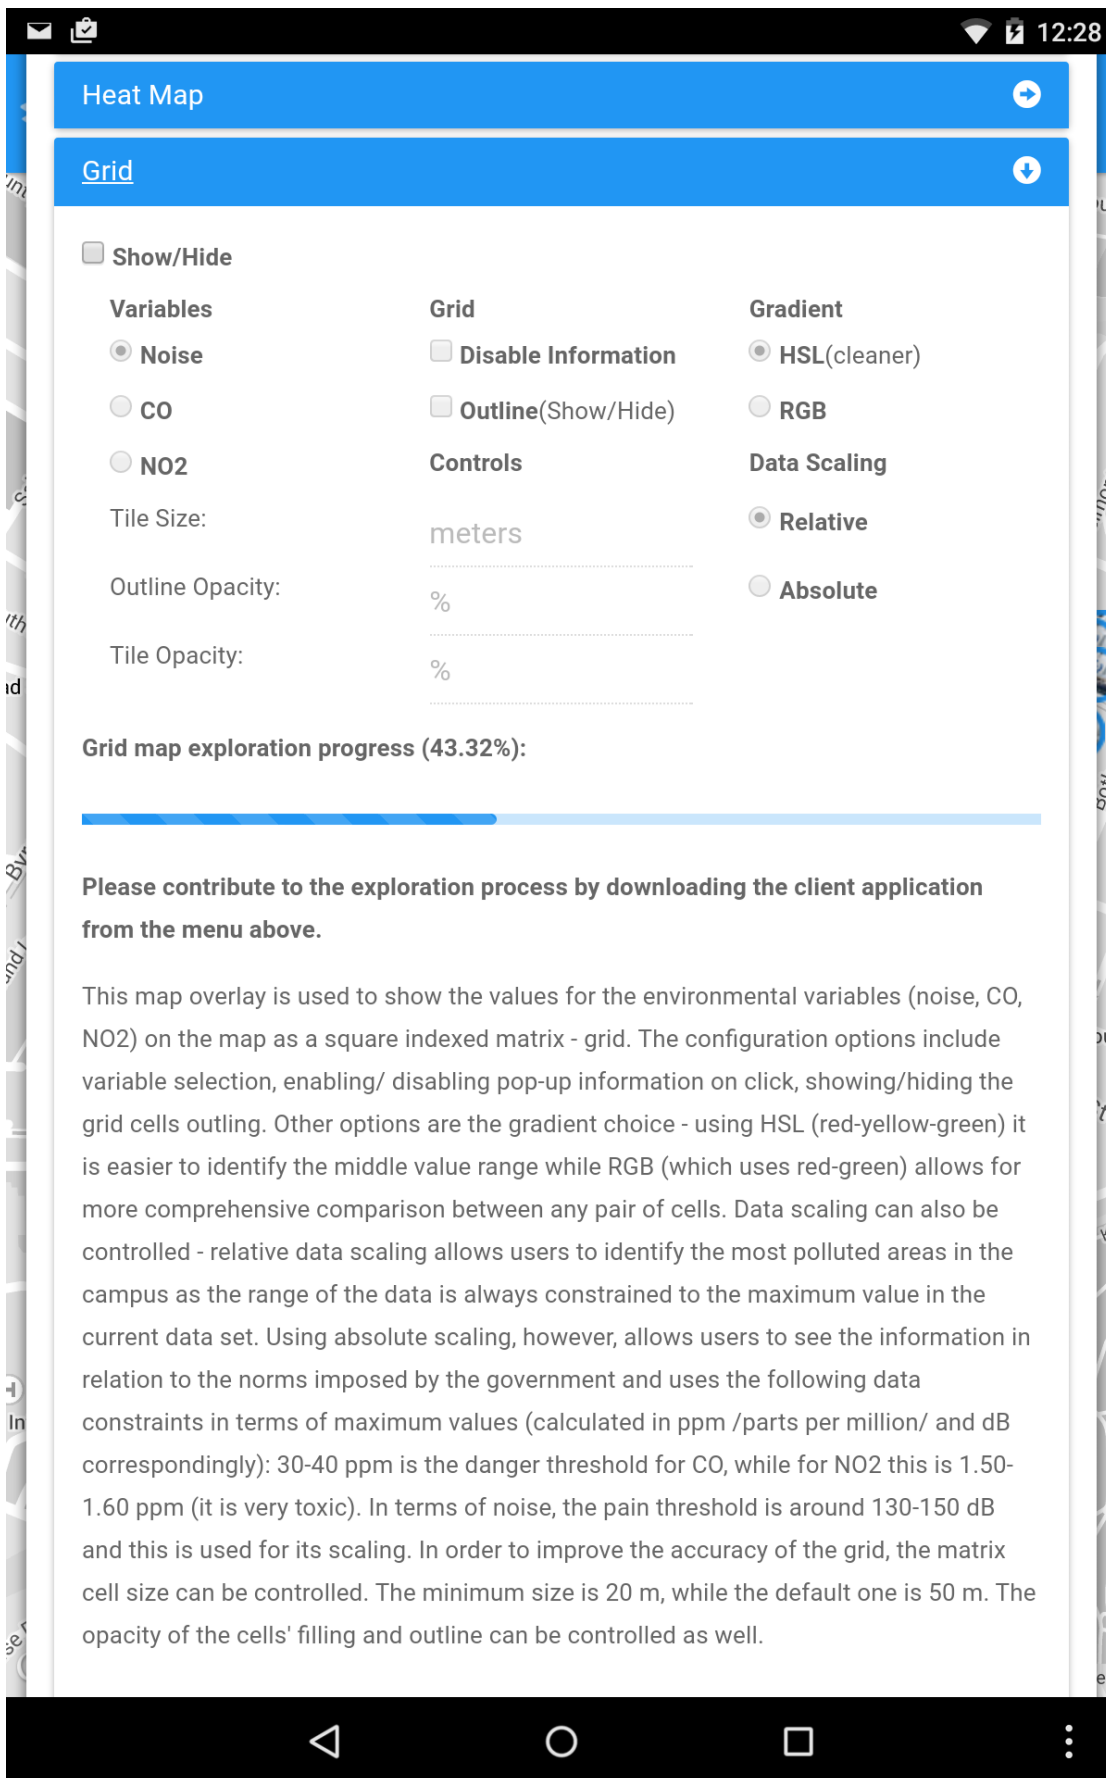 12:28
Heat Map
Grid
Show/Hide
Variables Grid Gradient
Noise Disable Information HSL(cleaner)
CO Outline(Show/Hide) RGB
NO2 Controls Data Scaling
Tile Size: meters Relative
Outline Opacity: % Absolute
Tile Opacity: %
Grid map exploration progress (43.32%):
Please contribute to the exploration process by downloading the client application
from the menu above.
This map overlay is used to show the values for the environmental variables (noise, CO,
NO2) on the map as a square indexed matrix - grid. The configuration options include
variable selection, enabling/ disabling pop-up information on click, showing/hiding the
grid cells outling. Other options are the gradient choice - using HSL (red-yellow-green) it
is easier to identify the middle value range while RGB (which uses red-green) allows for
more comprehensive comparison between any pair of cells. Data scaling can also be
controlled - relative data scaling allows users to identify the most polluted areas in the
campus as the range of the data is always constrained to the maximum value in the
current data set. Using absolute scaling, however, allows users to see the information in
relation to the norms imposed by the government and uses the following data
constraints in terms of maximum values (calculated in ppm /parts per million/ and dB
correspondingly): 30-40 ppm is the danger threshold for CO, while for NO2 this is 1.50-
1.60 ppm (it is very toxic). In terms of noise, the pain threshold is around 130-150 dB
and this is used for its scaling. In order to improve the accuracy of the grid, the matrix
cell size can be controlled. The minimum size is 20 m, while the default one is 50 m. The
opacity of the cells' filling and outline can be controlled as well.